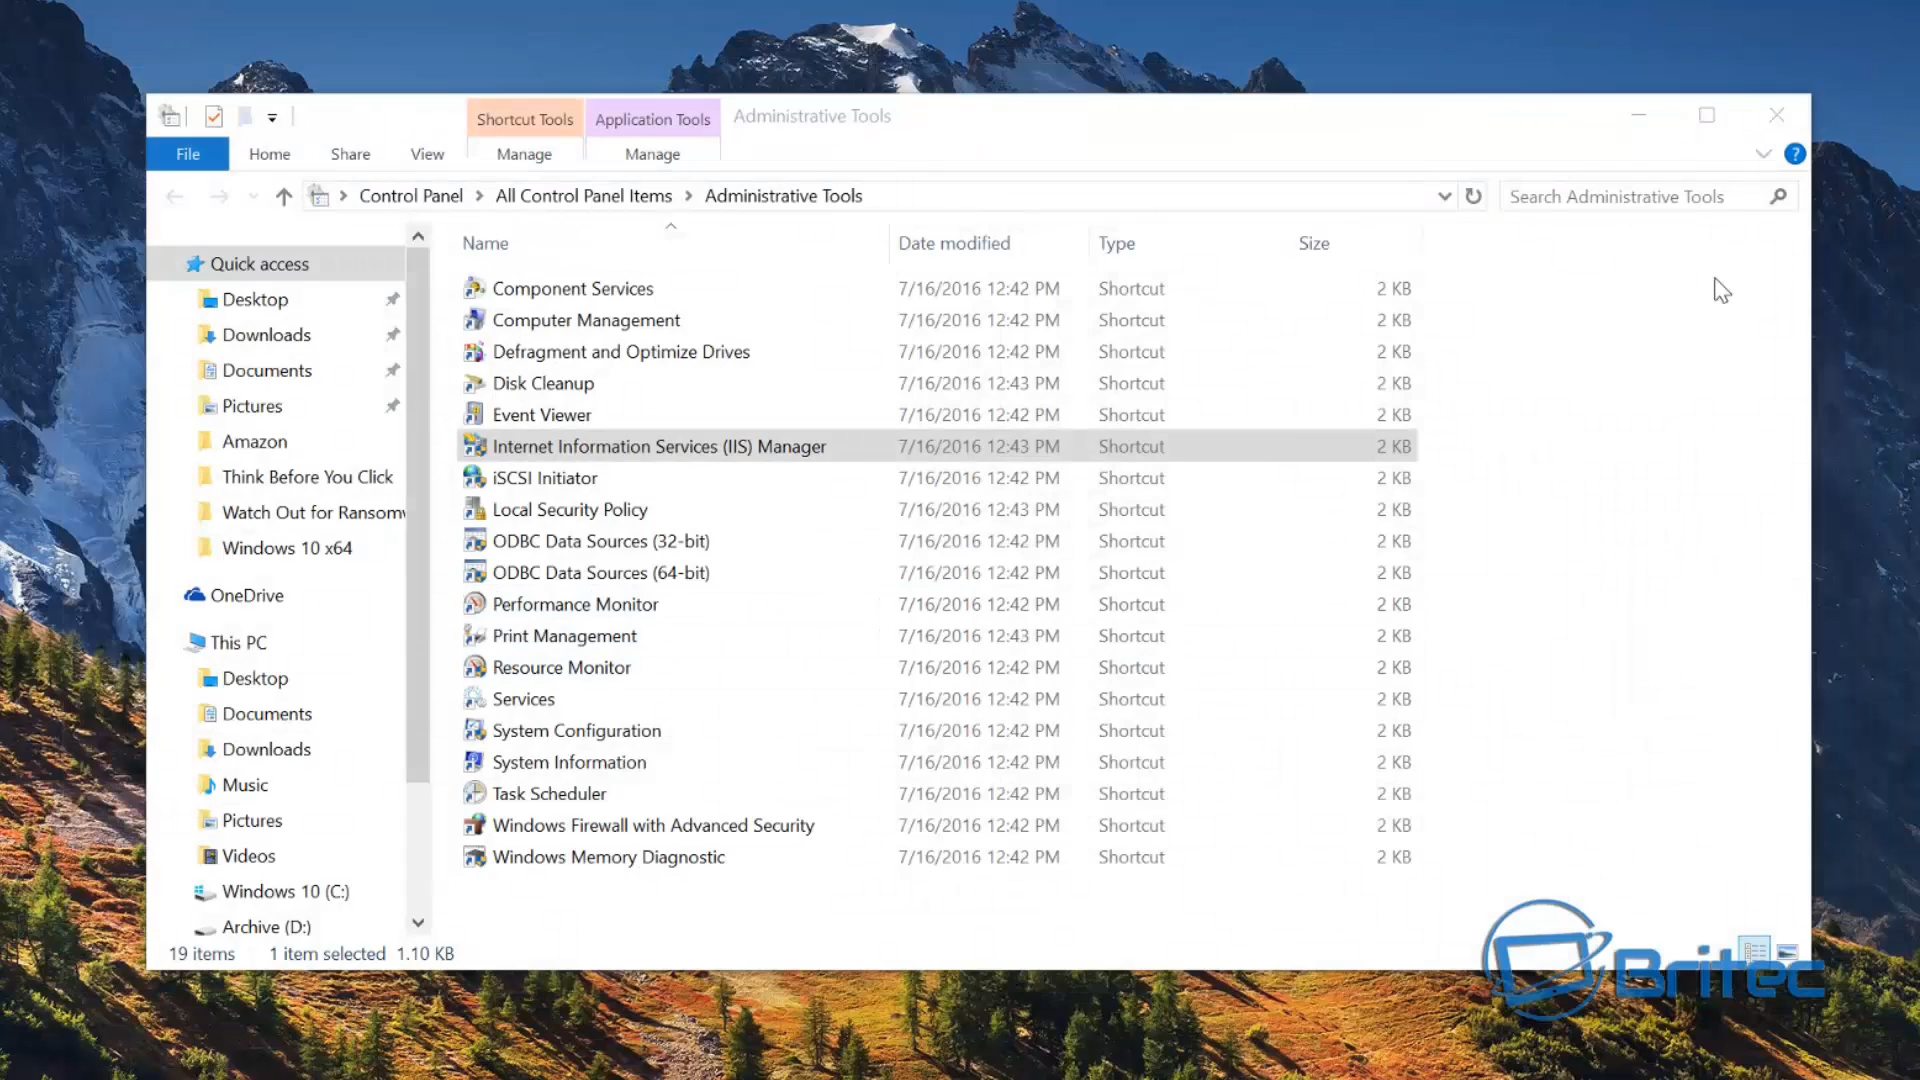 Shortcut Tools Application Tools Administrative Tools
File Home Share View Manage Manage ?
Control Panel > All Control Panel Items > Administrative Tools Search Administrative Tools
Name Date modified Type Size
Quick access
Desktop
Downloads
Documents
Pictures
Amazon
Think Before You Click
Watch Out for Ransomw
Windows 10 x64
OneDrive
This PC
Desktop
Documents
Downloads
Music
Pictures
Videos
Windows 10 (C:)
Archive (D:)
Component Services 7/16/2016 12:42 PM Shortcut 2 KB
Computer Management 7/16/2016 12:42 PM Shortcut 2 KB
Defragment and Optimize Drives 7/16/2016 12:42 PM Shortcut 2 KB
Disk Cleanup 7/16/2016 12:43 PM Shortcut 2 KB
Event Viewer 7/16/2016 12:42 PM Shortcut 2 KB
Internet Information Services (IIS) Manager 7/16/2016 12:43 PM Shortcut 2 KB
iSCSI Initiator 7/16/2016 12:42 PM Shortcut 2 KB
Local Security Policy 7/16/2016 12:43 PM Shortcut 2 KB
ODBC Data Sources (32-bit) 7/16/2016 12:42 PM Shortcut 2 KB
ODBC Data Sources (64-bit) 7/16/2016 12:42 PM Shortcut 2 KB
Performance Monitor 7/16/2016 12:42 PM Shortcut 2 KB
Print Management 7/16/2016 12:43 PM Shortcut 2 KB
Resource Monitor 7/16/2016 12:42 PM Shortcut 2 KB
Services 7/16/2016 12:42 PM Shortcut 2 KB
System Configuration 7/16/2016 12:42 PM Shortcut 2 KB
System Information 7/16/2016 12:42 PM Shortcut 2 KB
Task Scheduler 7/16/2016 12:42 PM Shortcut 2 KB
Windows Firewall with Advanced Security 7/16/2016 12:42 PM Shortcut 2 KB
Windows Memory Diagnostic 7/16/2016 12:42 PM Shortcut 2 KB
19 items 1 item selected 1.10 KB
Britec